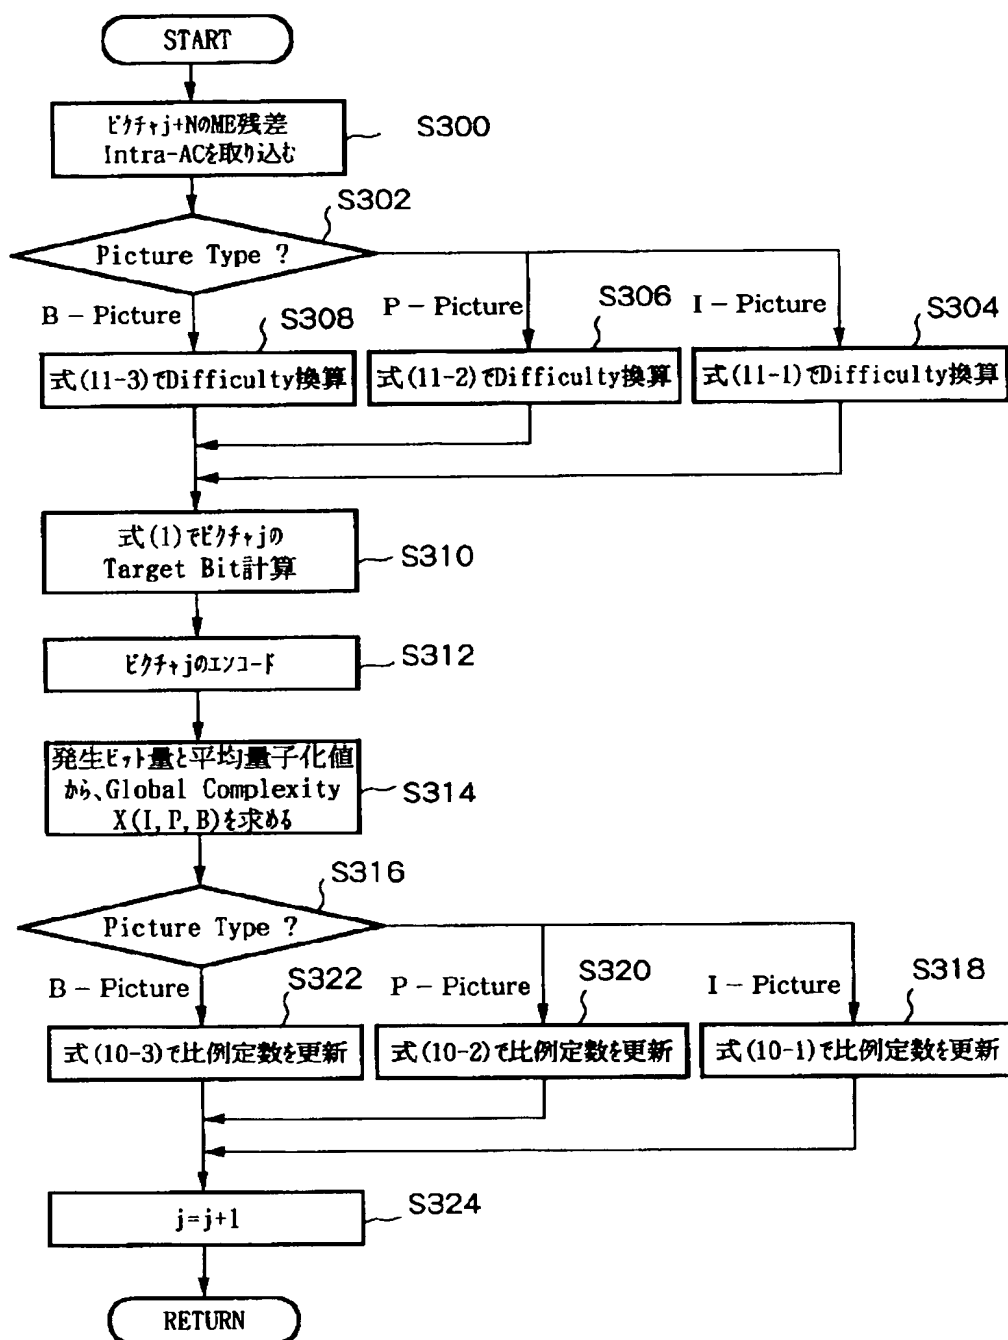 START
ピクチャj+NのME残差
Intra-ACを取り込む
S300
S302
Picture Type ?
B - Picture
S308
P - Picture
S306
I - Picture
S304
式(11-3)でDifficulty換算
式(11-2)でDifficulty換算
式(11-1)でDifficulty換算
式(1)でピクチャjの
Target Bit計算
S310
ピクチャjのエンコード
S312
発生ビット量と平均量子化値
から、Global Complexity
X(I,P,B)を求める
S314
S316
Picture Type ?
B - Picture
S322
P - Picture
S320
I - Picture
S318
式(10-3)で比例定数を更新
式(10-2)で比例定数を更新
式(10-1)で比例定数を更新
j=j+1
S324
RETURN